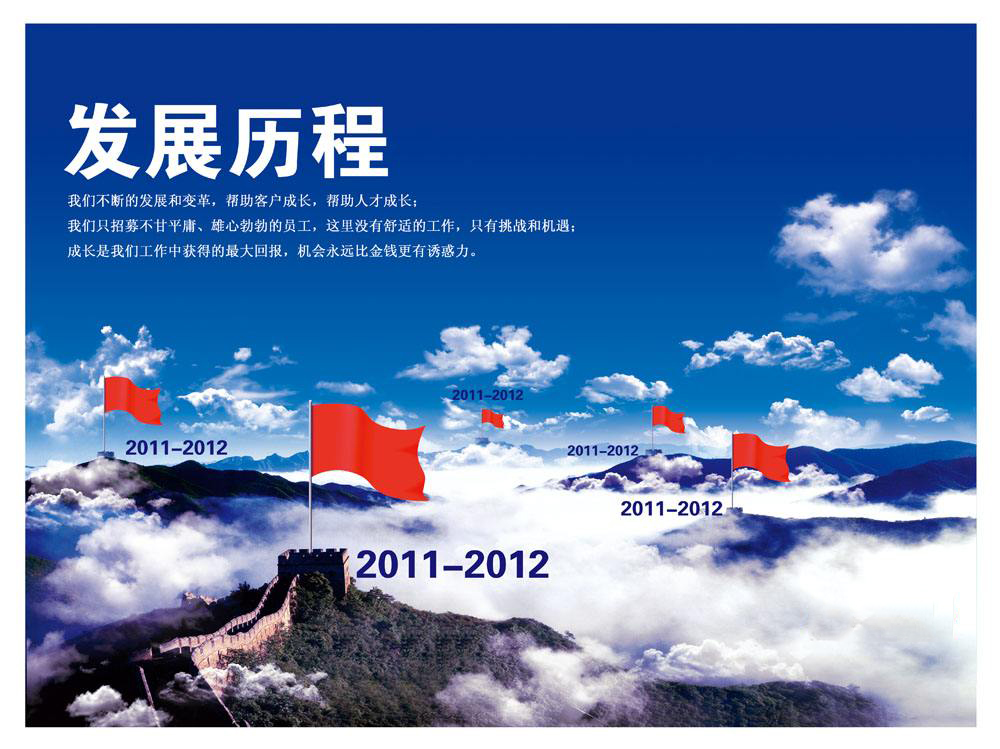 发展历程
我们不断的发展和变革，帮助客户成长，帮助人才成长；
我们只招募不甘平庸、雄心勃勃的员工，这里没有舒适的工作，只有挑战和机遇；
成长是我们工作中获得的最大回报，机会永远比金钱更有诱惑力。
2011-2012
2011-2012
2011-2012
2011-2012
2011-2012